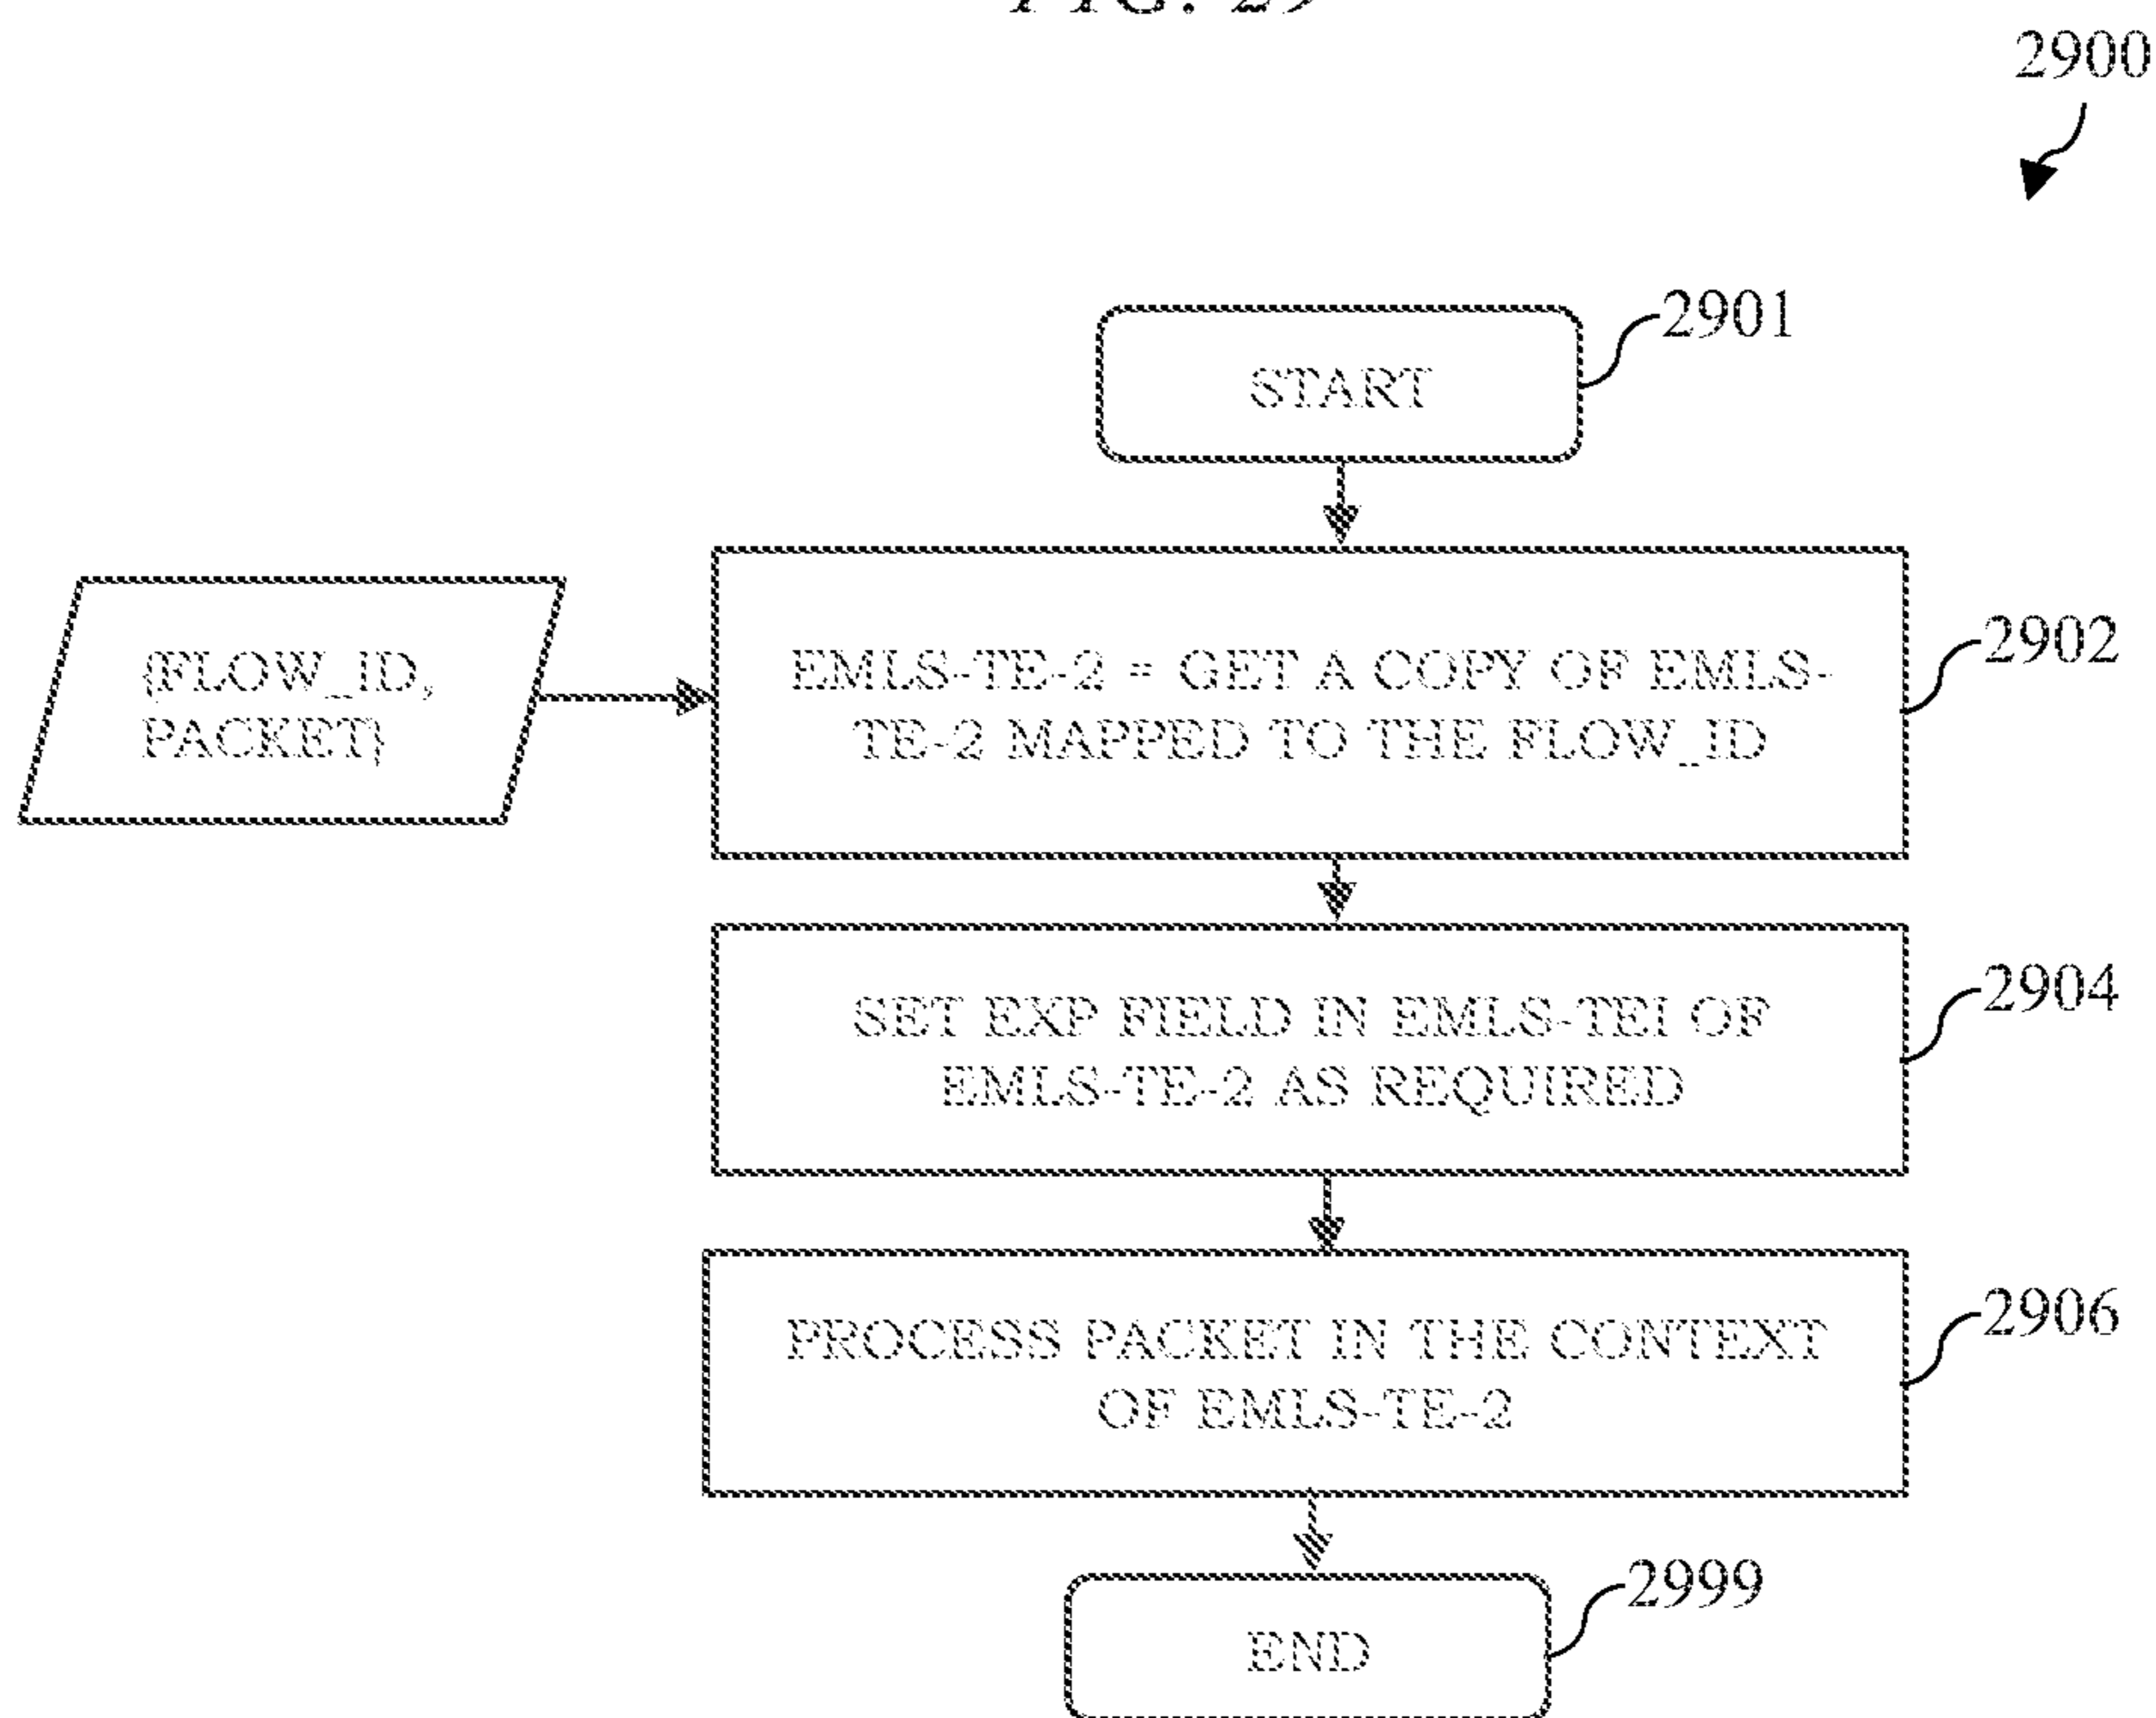 FIG. 29
2900
START
2901
{FLOW_ID,
PACKET}
EMLS-TE-2 = GET A COPY OF EMLS-
TE-2 MAPPED TO THE FLOW_ID
2902
SET EXP FIELD IN EMLS-TEI OF
EMLS-TE-2 AS REQUIRED
2904
PROCESS PACKET IN THE CONTEXT
OF EMLS-TE-2
2906
END
2999